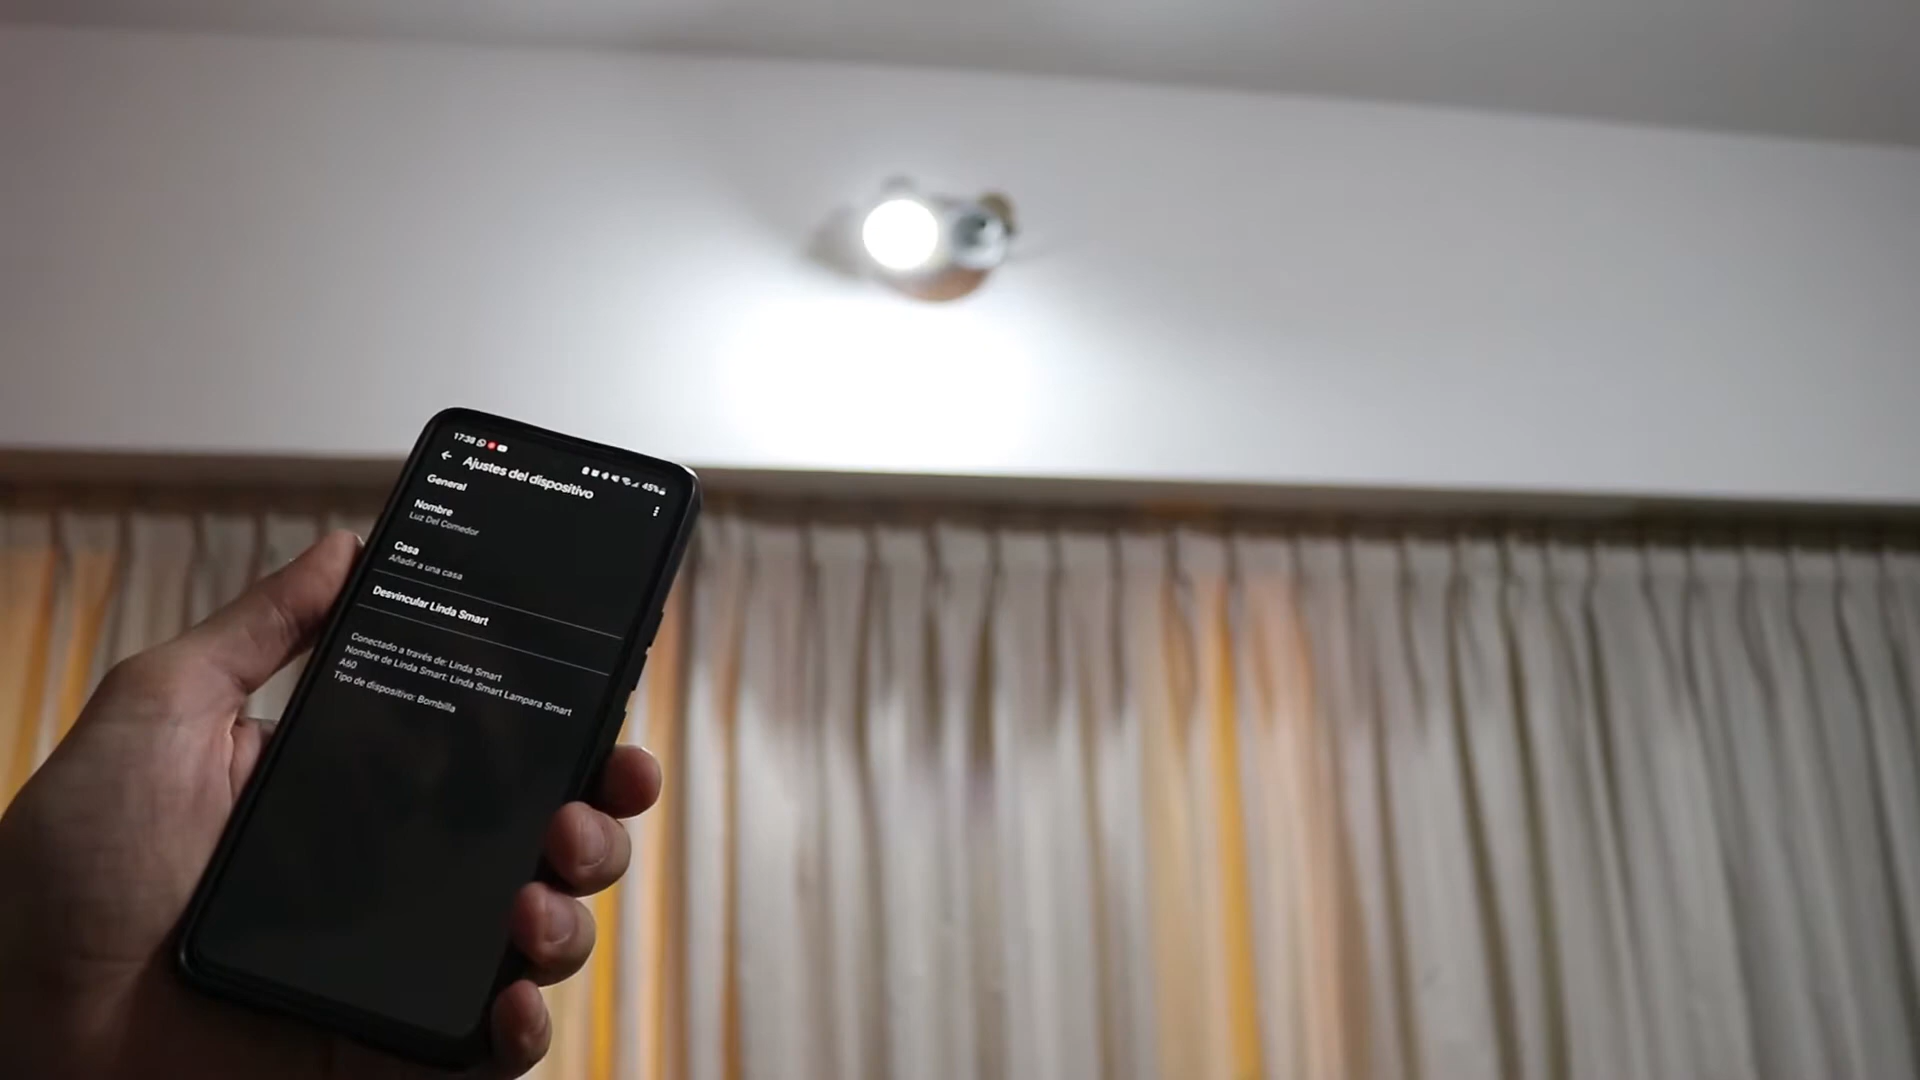 17:38
45%
Ajustes del dispositivo
General
Nombre
Luz Del Comedor
Casa
Añadir a una casa
Desvincular Linda Smart
Conectado a través de: Linda Smart
Nombre de Linda Smart: Linda Smart Lampara Smart
A60
Tipo de dispositivo: Bombilla